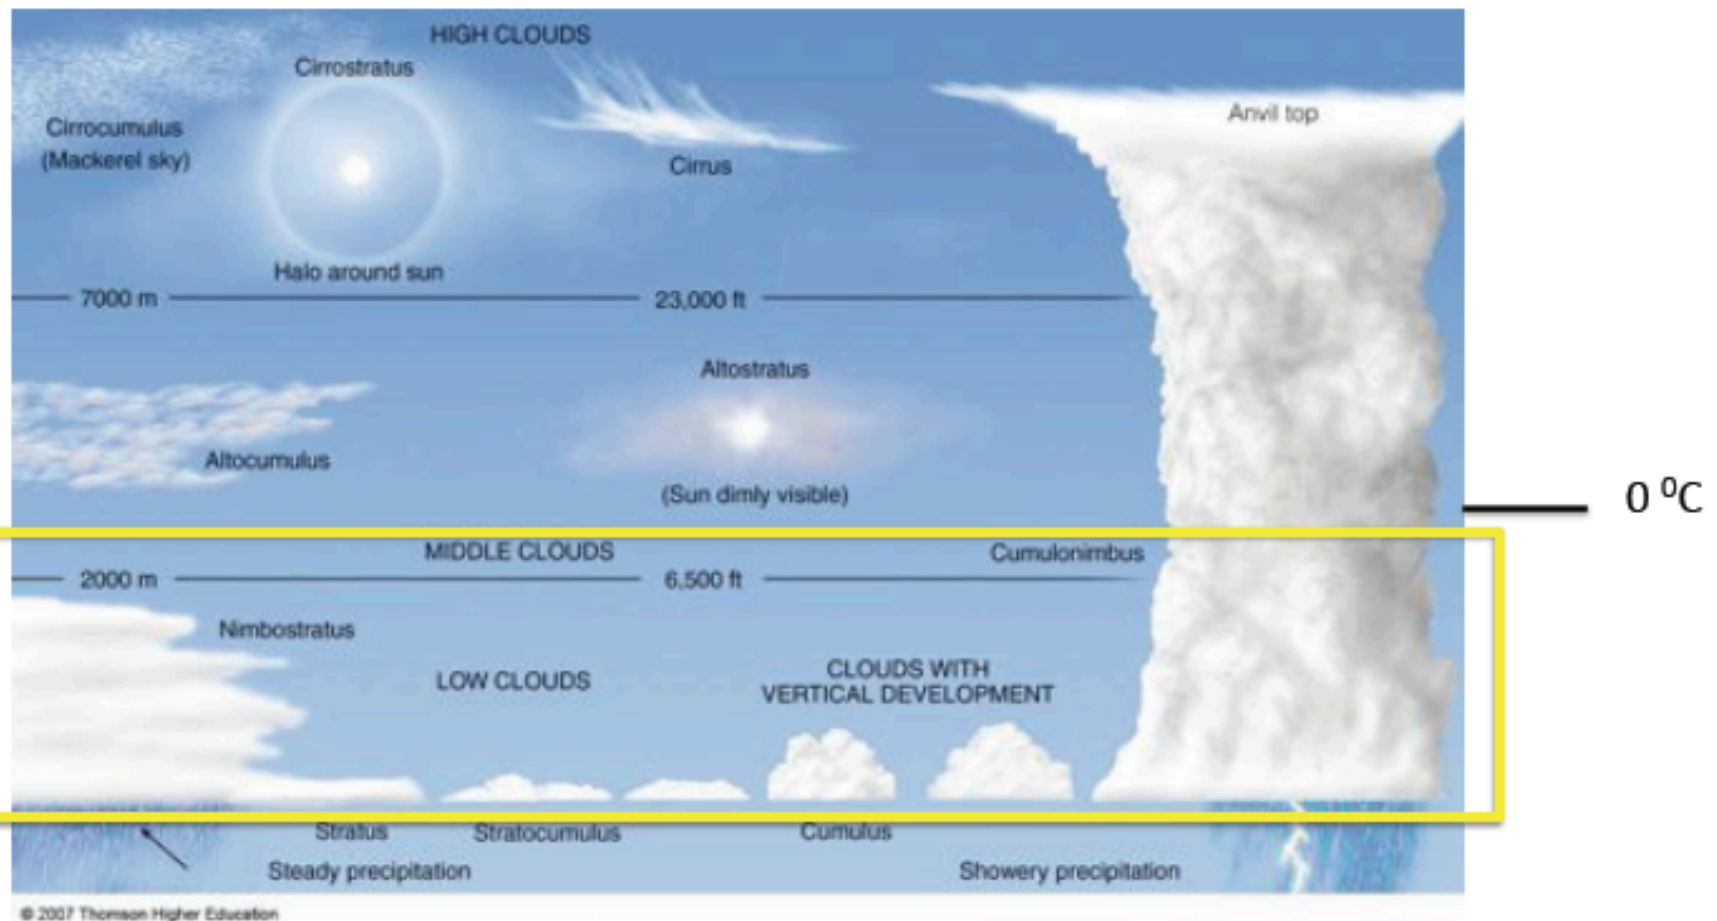 HIGH CLOUDS
Cirrostratus
Cirrocumulus
(Mackerel sky)
Anvil top
Cirrus
Halo around sun
7000 m
23,000 ft
Altostratus
Altocumulus
(Sun dimly visible)
0 ⁰C
MIDDLE CLOUDS
Cumulonimbus
2000 m
6,500 ft
Nimbostratus
LOW CLOUDS
CLOUDS WITH
VERTICAL DEVELOPMENT
Stratus
Stratocumulus
Cumulus
Steady precipitation
Showery precipitation
© 2007 Thomson Higher Education